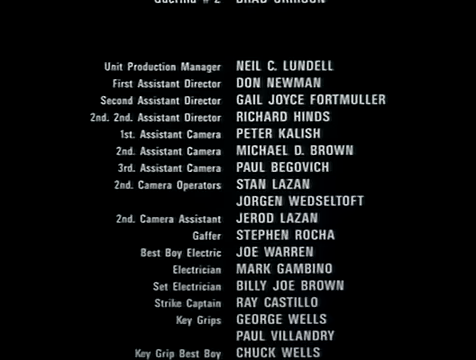 Guerilla # 2 BRAD ORRISON
Unit Production Manager NEIL C. LUNDELL
First Assistant Director DON NEWMAN
Second Assistant Director GAIL JOYCE FORTMULLER
2nd. 2nd. Assistant Director RICHARD HINDS
1st. Assistant Camera PETER KALISH
2nd. Assistant Camera MICHAEL D. BROWN
3rd. Assistant Camera PAUL BEGOVICH
2nd. Camera Operators STAN LAZAN
JORGEN WEDSELTOFT
2nd. Camera Assistant JEROD LAZAN
Gaffer STEPHEN ROCHA
Best Boy Electric JOE WARREN
Electrician MARK GAMBINO
Set Electrician BILLY JOE BROWN
Strike Captain RAY CASTILLO
Key Grips GEORGE WELLS
PAUL VILLANDRY
Key Grip Best Boy CHUCK WELLS